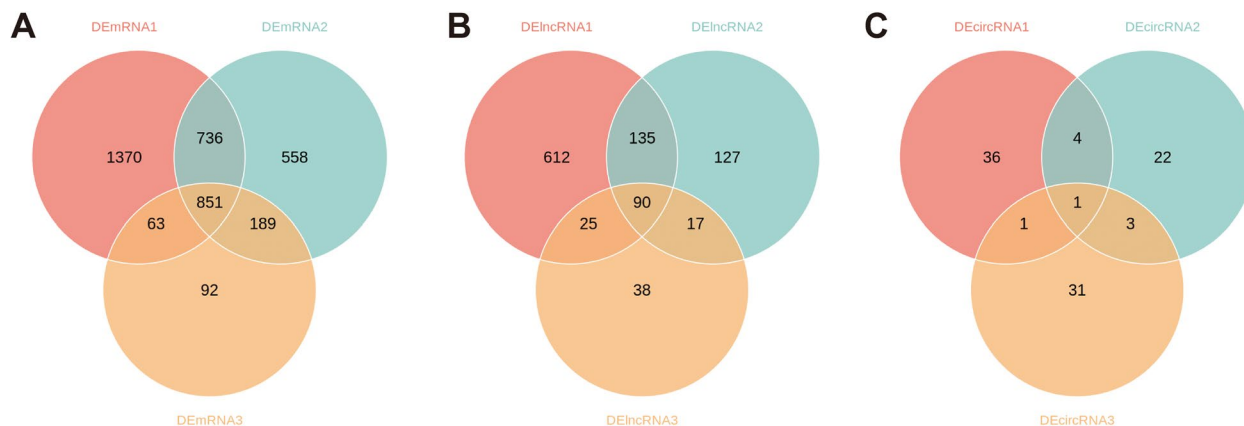 A
DEmRNA1
DEmRNA2
1370
736
558
851
63
189
92
DEmRNA3
B
DElncRNA1
DElncRNA2
612
135
127
90
25
17
38
DElncRNA3
C
DEcircRNA1
DEcircRNA2
36
4
22
1
1
3
31
DEcircRNA3